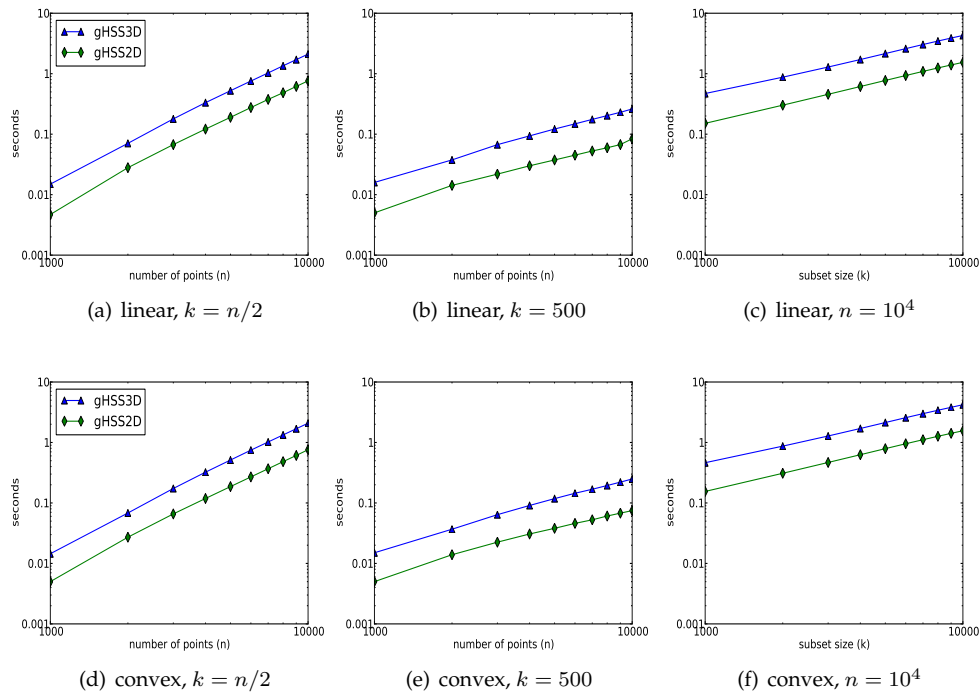 10
1
0.1
0.01
0.001
seconds
gHSS3D
gHSS2D
1000
10000
number of points (n)
(a) linear, k = n/2
10
1
0.1
0.01
0.001
seconds
1000
10000
number of points (n)
(b) linear, k = 500
10
1
0.1
0.01
0.001
seconds
1000
10000
subset size (k)
(c) linear, n = 10⁴
10
1
0.1
0.01
0.001
seconds
gHSS3D
gHSS2D
1000
10000
number of points (n)
(d) convex, k = n/2
10
1
0.1
0.01
0.001
seconds
1000
10000
number of points (n)
(e) convex, k = 500
10
1
0.1
0.01
0.001
seconds
1000
10000
subset size (k)
(f) convex, n = 10⁴